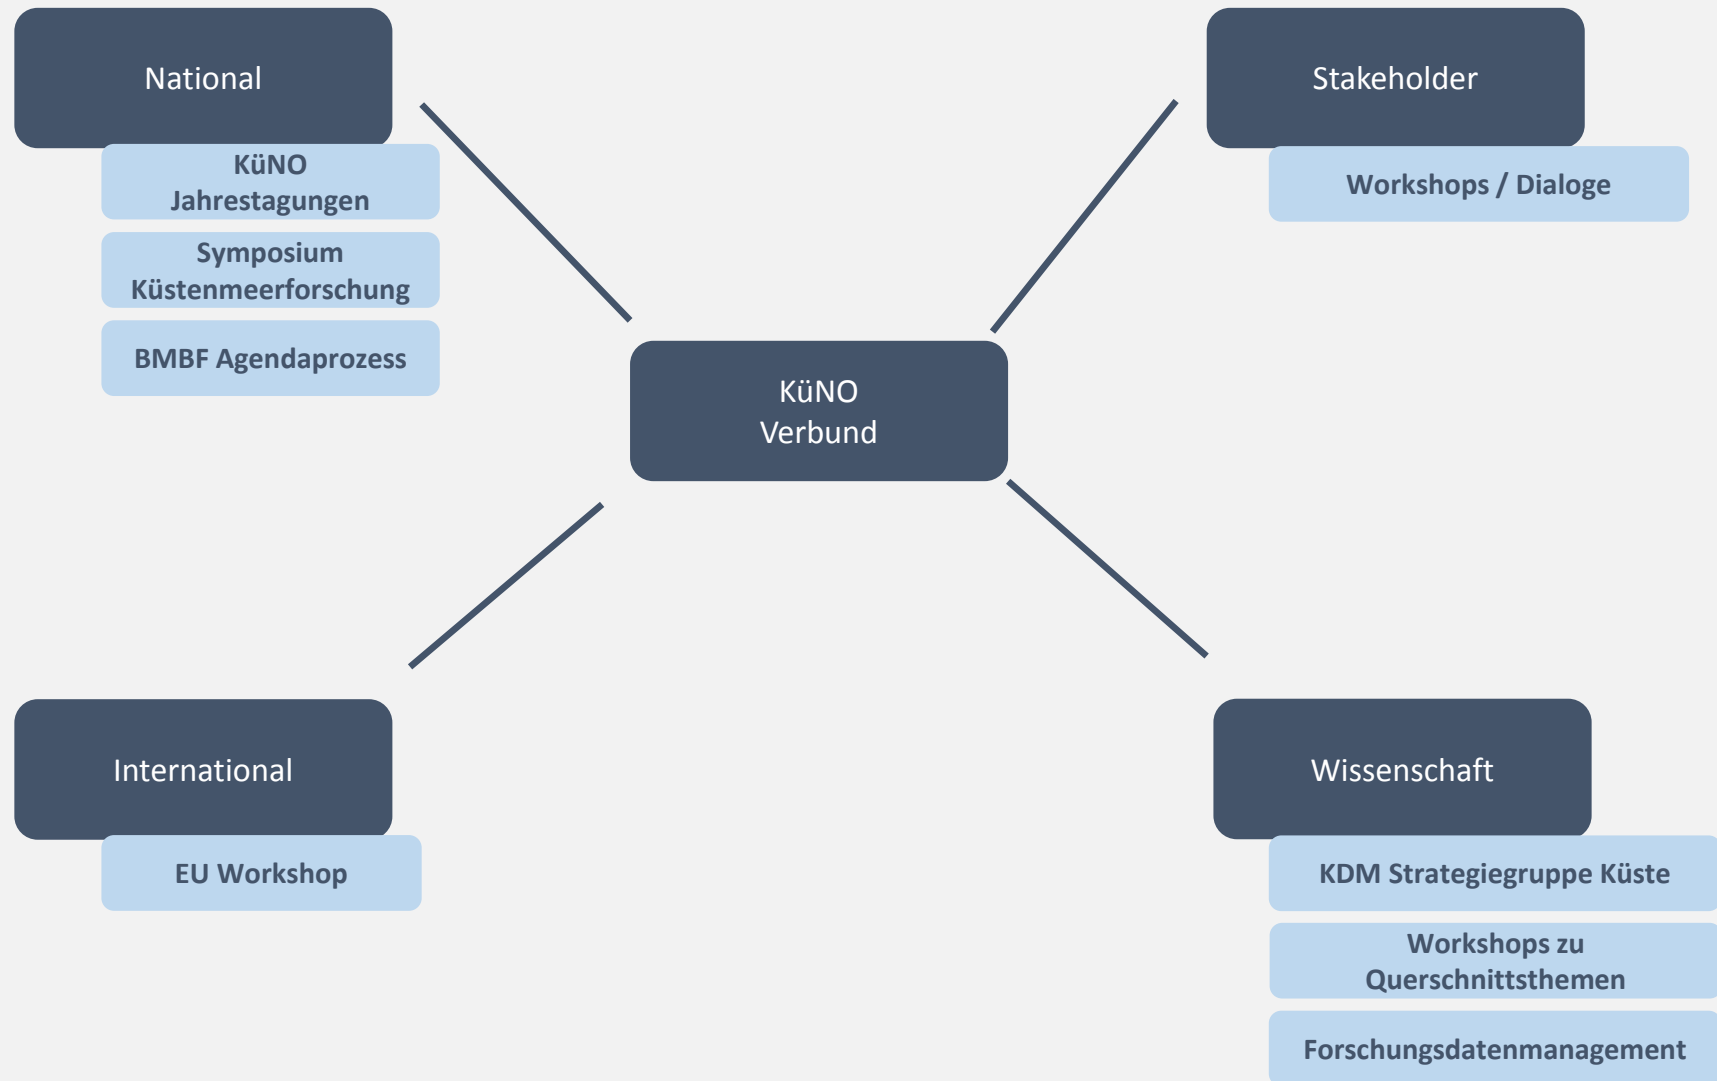 National
KüNO
Jahrestagungen
Symposium
Küstenmeerforschung
BMBF Agendaprozess
Stakeholder
Workshops / Dialoge
KüNO
Verbund
International
EU Workshop
Wissenschaft
KDM Strategiegruppe Küste
Workshops zu
Querschnittsthemen
Forschungsdatenmanagement